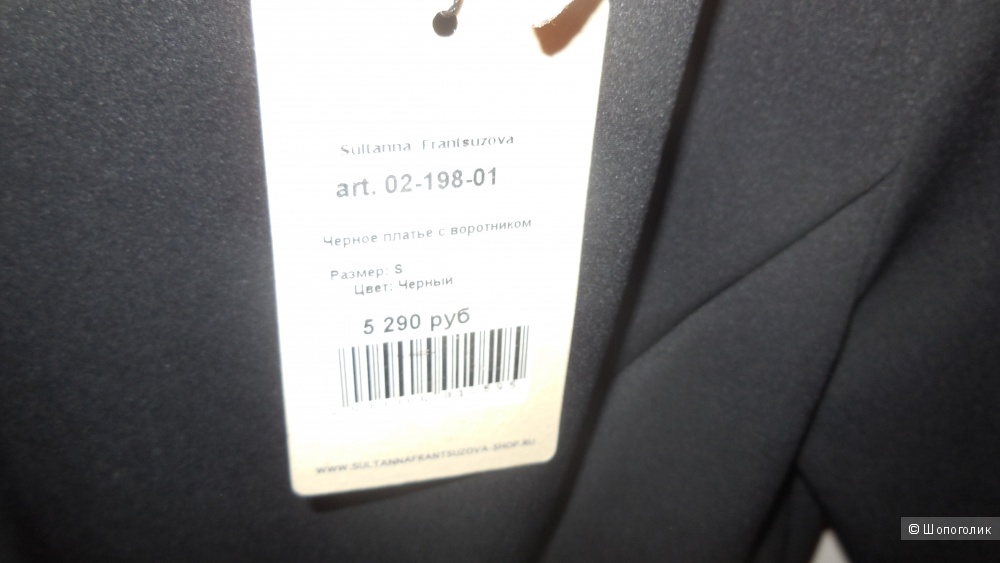 Sultanna Frantsuzova
art. 02-198-01
Черное платье с воротником
Размер: S
Цвет: Черный
5 290 руб
WWW.SULTANNAFRANTSUZOVA-SHOP.RU
© Шопоголик